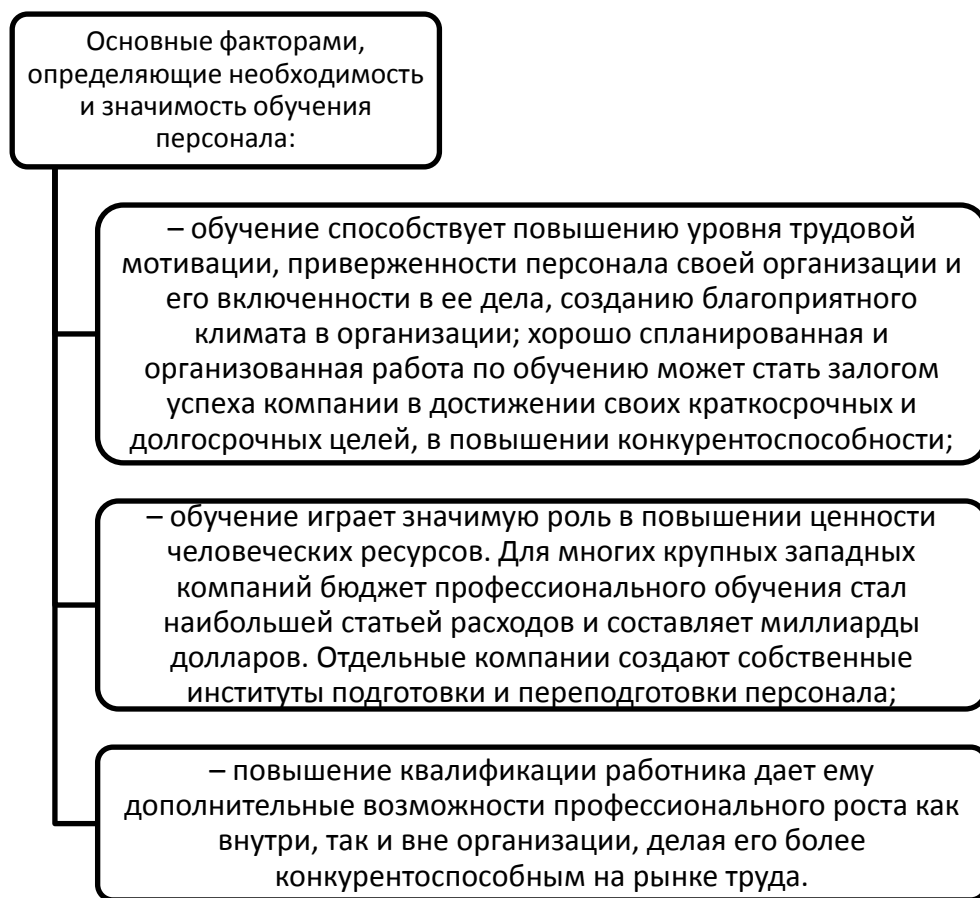 Основные факторами,
определяющие необходимость
и значимость обучения
персонала:
– обучение способствует повышению уровня трудовой
мотивации, приверженности персонала своей организации и
его включенности в ее дела, созданию благоприятного
климата в организации; хорошо спланированная и
организованная работа по обучению может стать залогом
успеха компании в достижении своих краткосрочных и
долгосрочных целей, в повышении конкурентоспособности;
– обучение играет значимую роль в повышении ценности
человеческих ресурсов. Для многих крупных западных
компаний бюджет профессионального обучения стал
наибольшей статьей расходов и составляет миллиарды
долларов. Отдельные компании создают собственные
институты подготовки и переподготовки персонала;
– повышение квалификации работника дает ему
дополнительные возможности профессионального роста как
внутри, так и вне организации, делая его более
конкурентоспособным на рынке труда.